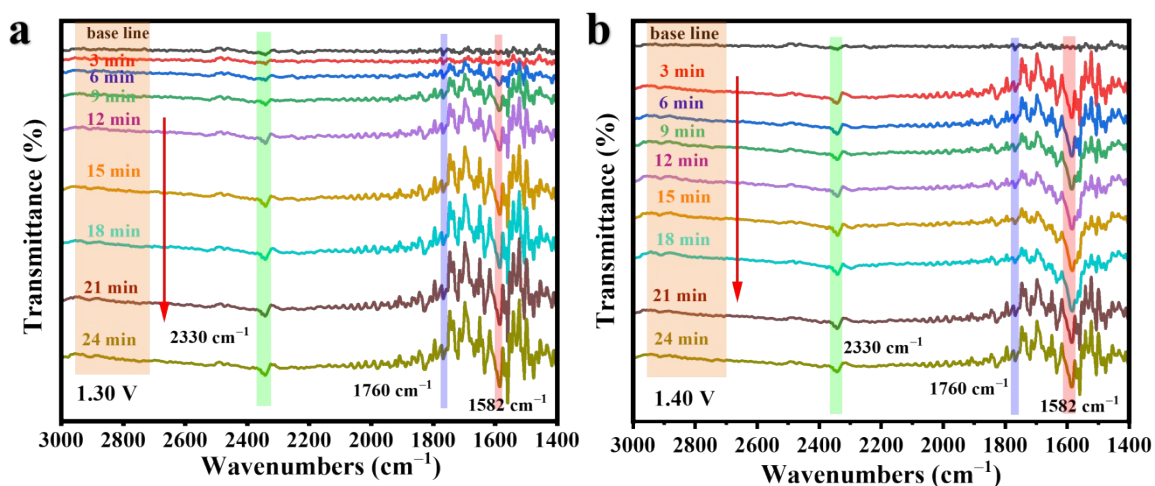 a
base line
3 min
6 min
9 min
12 min
15 min
18 min
21 min
24 min
2330 cm⁻¹
1760 cm⁻¹
1582 cm⁻¹
1.30 V
Transmittance (%)
3000 2800 2600 2400 2200 2000 1800 1600 1400
Wavenumbers (cm⁻¹)
b
base line
3 min
6 min
9 min
12 min
15 min
18 min
21 min
24 min
2330 cm⁻¹
1760 cm⁻¹
1582 cm⁻¹
1.40 V
Transmittance (%)
3000 2800 2600 2400 2200 2000 1800 1600 1400
Wavenumbers (cm⁻¹)